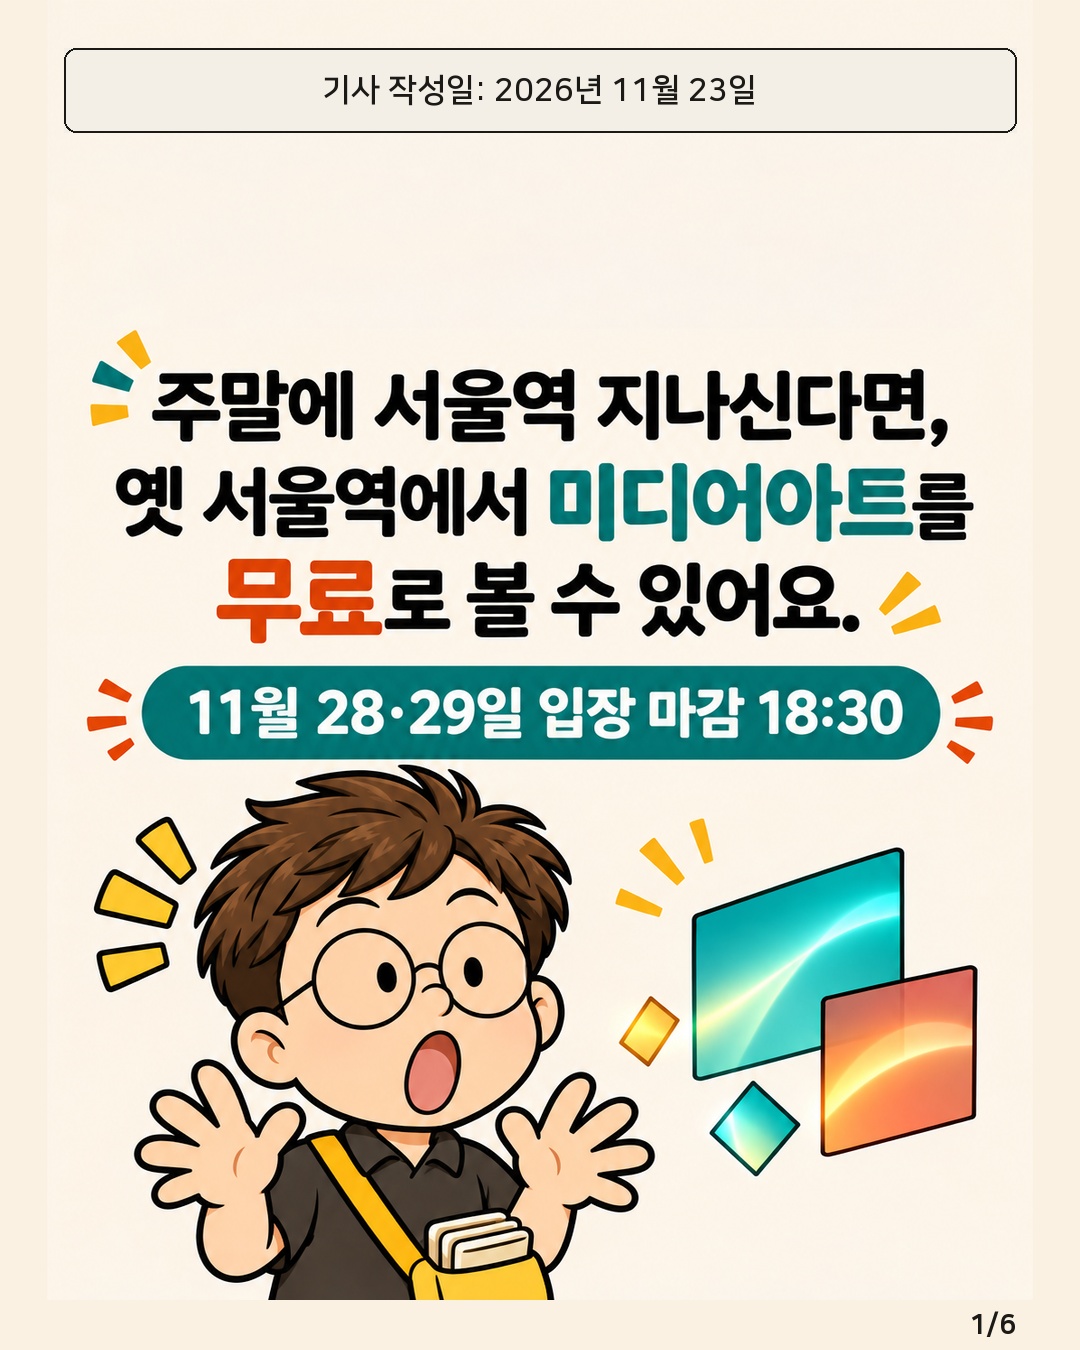 기사 작성일: 2026년 11월 23일
주말에 서울역 지나신다면,
옛 서울역에서 미디어아트를
무료로 볼 수 있어요.
11월 28·29일 입장 마감 18:30
1/6